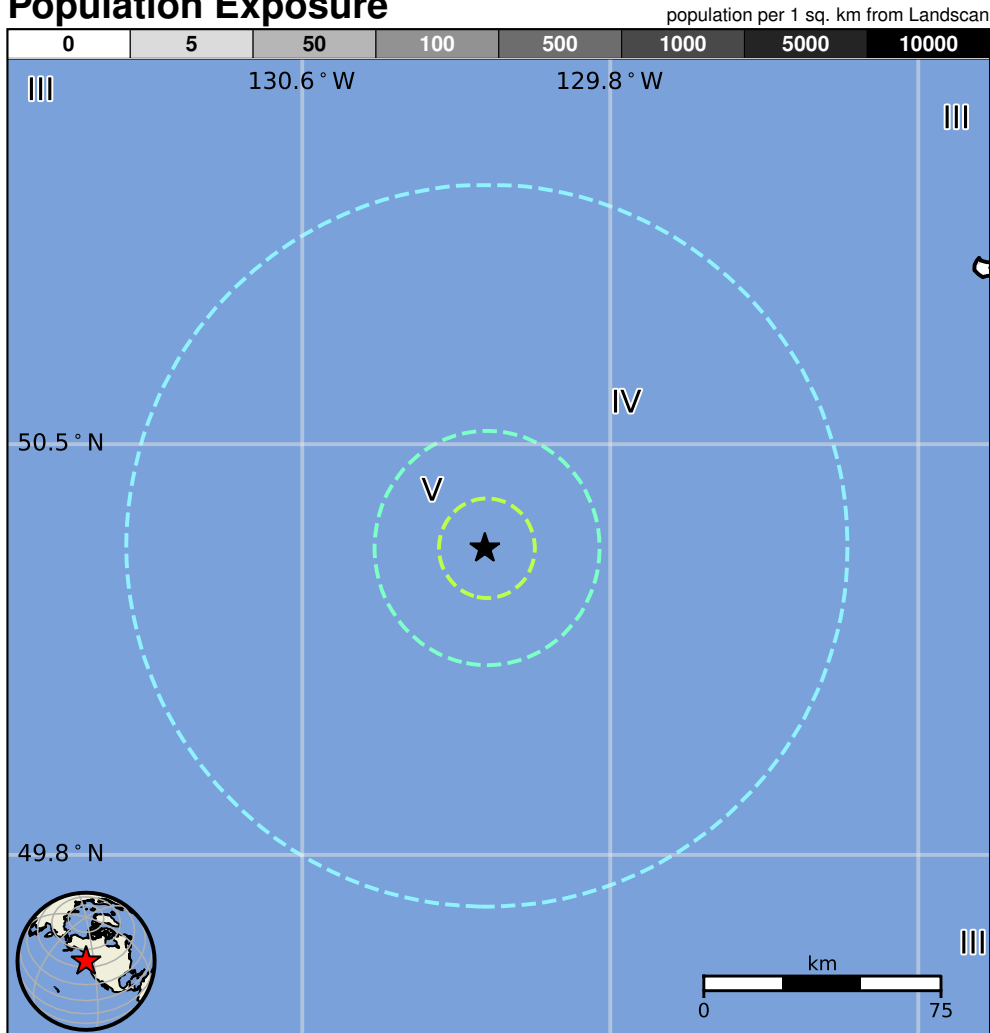 Population Exposure
population per 1 sq. km from Landscan
0 5 50 100 500 1000 5000 10000
III
130.6°W 129.8°W
III
IV
50.5°N
V
49.8°N
III
km
0 75